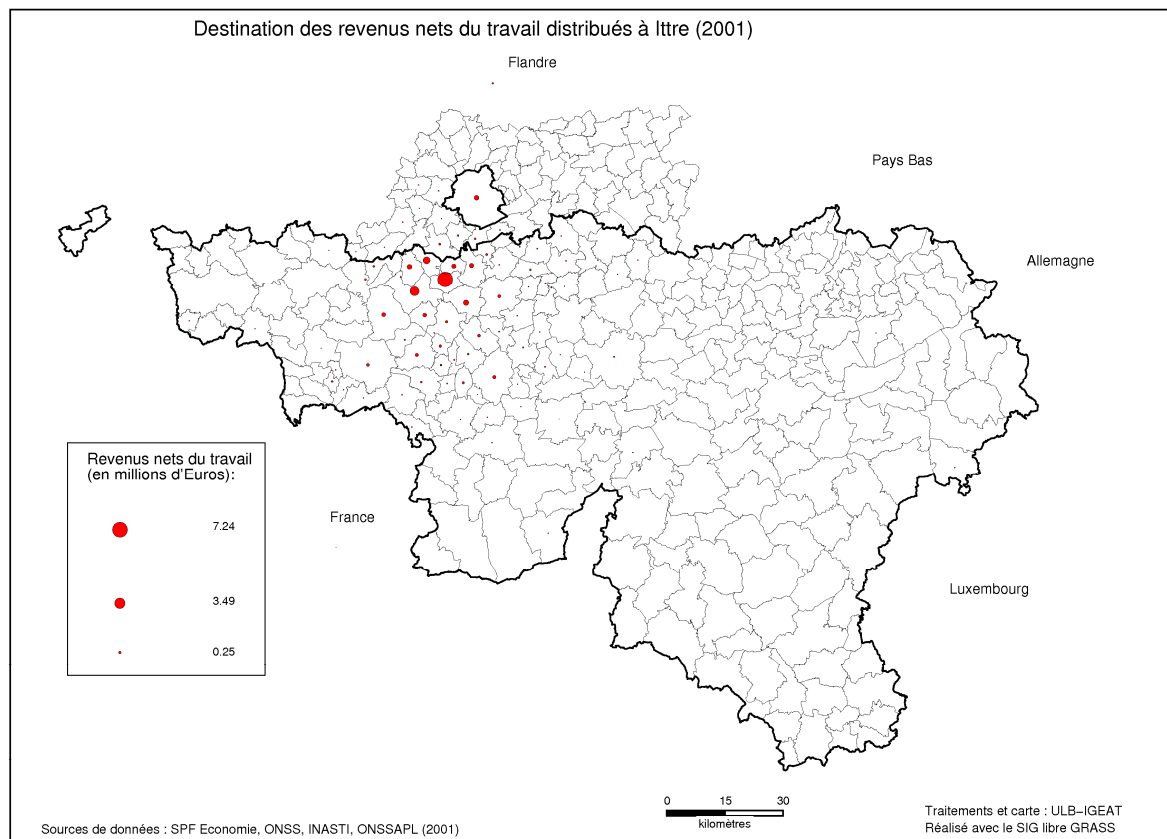 Destination des revenus nets du travail distribués à Ittre (2001)
Flandre
Pays Bas
Allemagne
Revenus nets du travail
(en millions d'Euros):
7.24
3.49
0.25
France
Luxembourg
0 15 30
kilomètres
Sources de données : SPF Economie, ONSS, INASTI, ONSSAPL (2001)
Traitements et carte : ULB–IGEAT
Réalisé avec le SIG libre GRASS